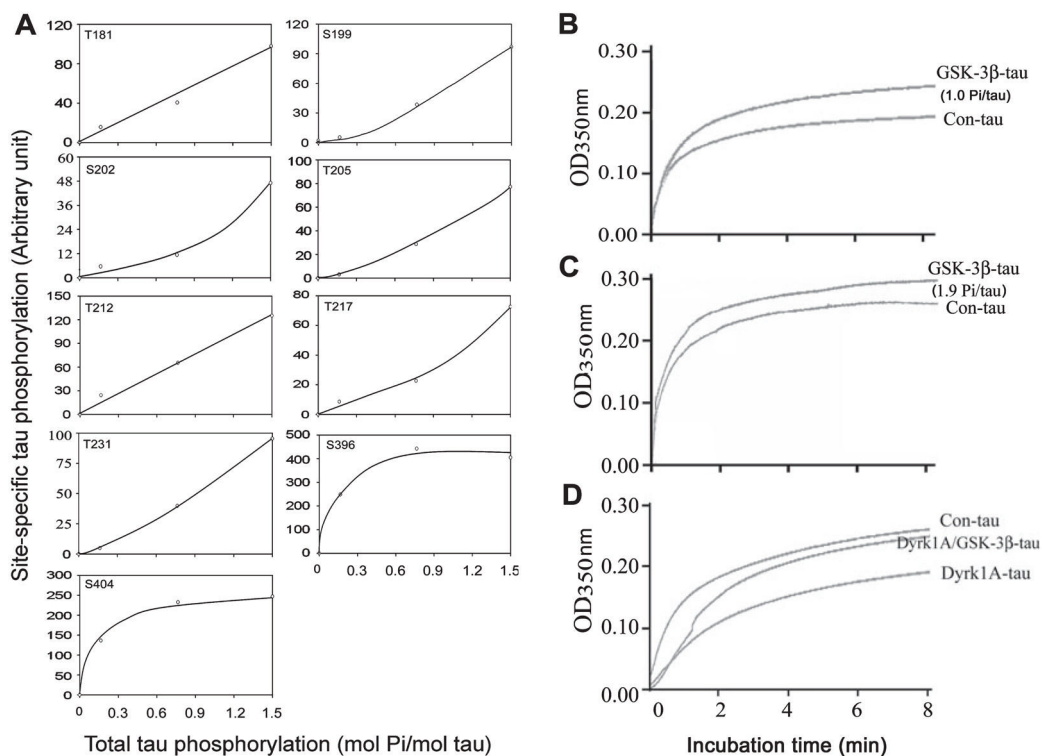 A
Site-specific tau phosphorylation (Arbitrary unit)
T181
120
80
40
0
S199
120
90
60
30
0
S202
60
48
36
24
12
0
T205
100
80
60
40
20
0
T212
150
120
90
60
30
0
T217
80
60
40
20
0
T231
100
75
50
25
0
S396
500
400
300
200
100
0
0 0.3 0.6 0.9 1.2 1.5
S404
300
250
200
150
100
50
0
0 0.3 0.6 0.9 1.2 1.5
Total tau phosphorylation (mol Pi/mol tau)
B
OD350nm
0.30
0.20
0.10
0.00
GSK-3β-tau
(1.0 Pi/tau)
Con-tau
C
OD350nm
0.30
0.20
0.10
0.00
GSK-3β-tau
(1.9 Pi/tau)
Con-tau
D
OD350nm
0.30
0.20
0.10
0.00
Con-tau
Dyrk1A/GSK-3β-tau
Dyrk1A-tau
0 2 4 6 8
Incubation time (min)